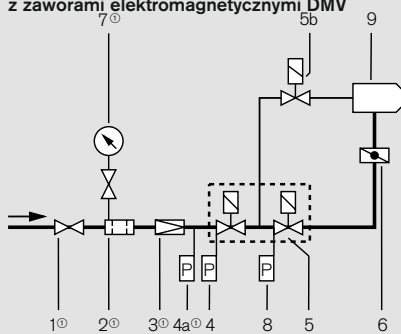 z zaworami elektromagnetycznymi DMV
7① 5b 9
P P P
1① 2① 3① 4a① 4 8 5 6